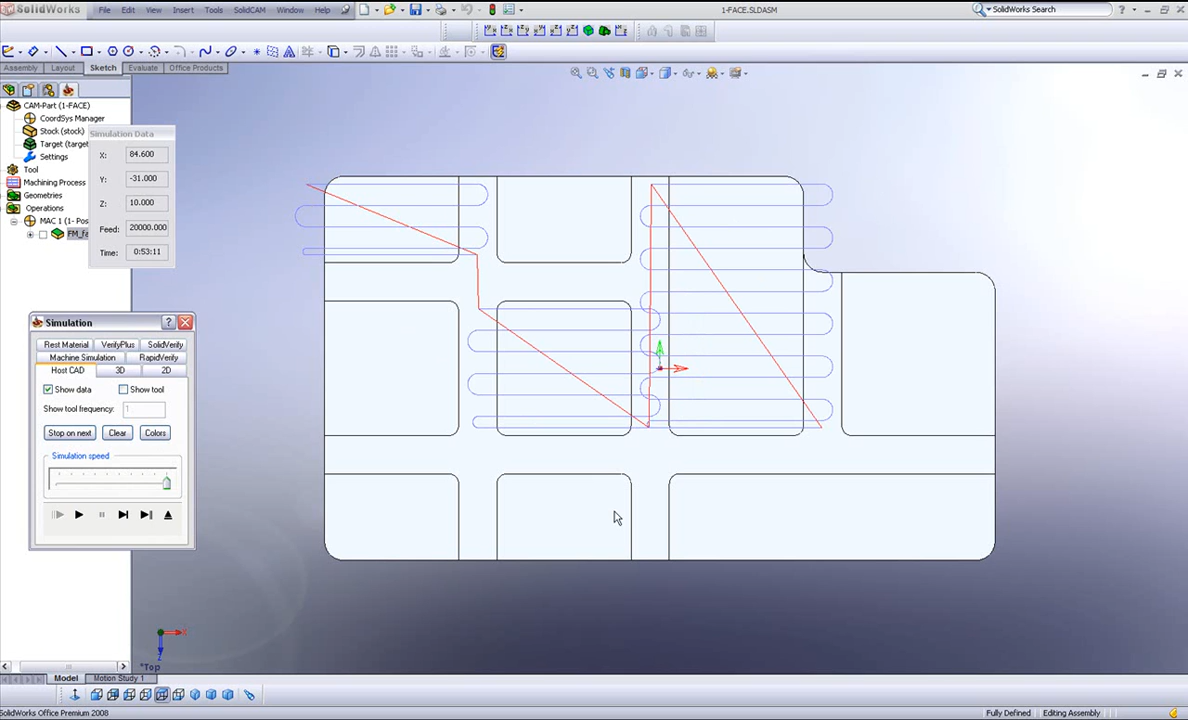 SolidWorks File Edit View Insert Tools SolidCAM Window Help 1-FACE.SLDASM SolidWorks Search
Assembly Layout Sketch Evaluate Office Products
CAM-Part (1-FACE)
CoordSys Manager
Stock (stock)
Target (target
Settings
Tool
Machining Process
Geometries
Operations
MAC 1 (1- Pos
FM_fa
Simulation Data
X: 84.600
Y: -31.000
Z: 10.000
Feed: 20000.000
Time: 0:53:11
Simulation
Rest Material VerifyPlus SolidVerify
Machine Simulation RapidVerify
Host CAD 3D 2D
Show data Show tool
Show tool frequency: 1
Stop on next Clear Colors
Simulation speed
*Top
Model Motion Study 1
SolidWorks Office Premium 2008 Fully Defined Editing Assembly